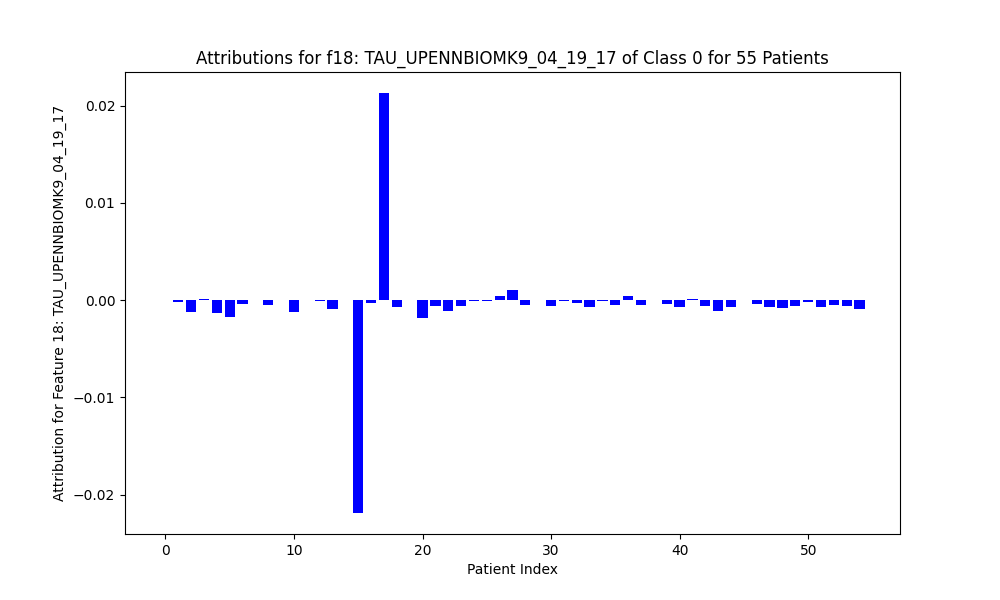 Attributions for f18: TAU_UPENNBIOMK9_04_19_17 of Class 0 for 55 Patients
Attribution for Feature 18: TAU_UPENNBIOMK9_04_19_17
0.02
0.01
0.00
−0.01
−0.02
0 10 20 30 40 50
Patient Index